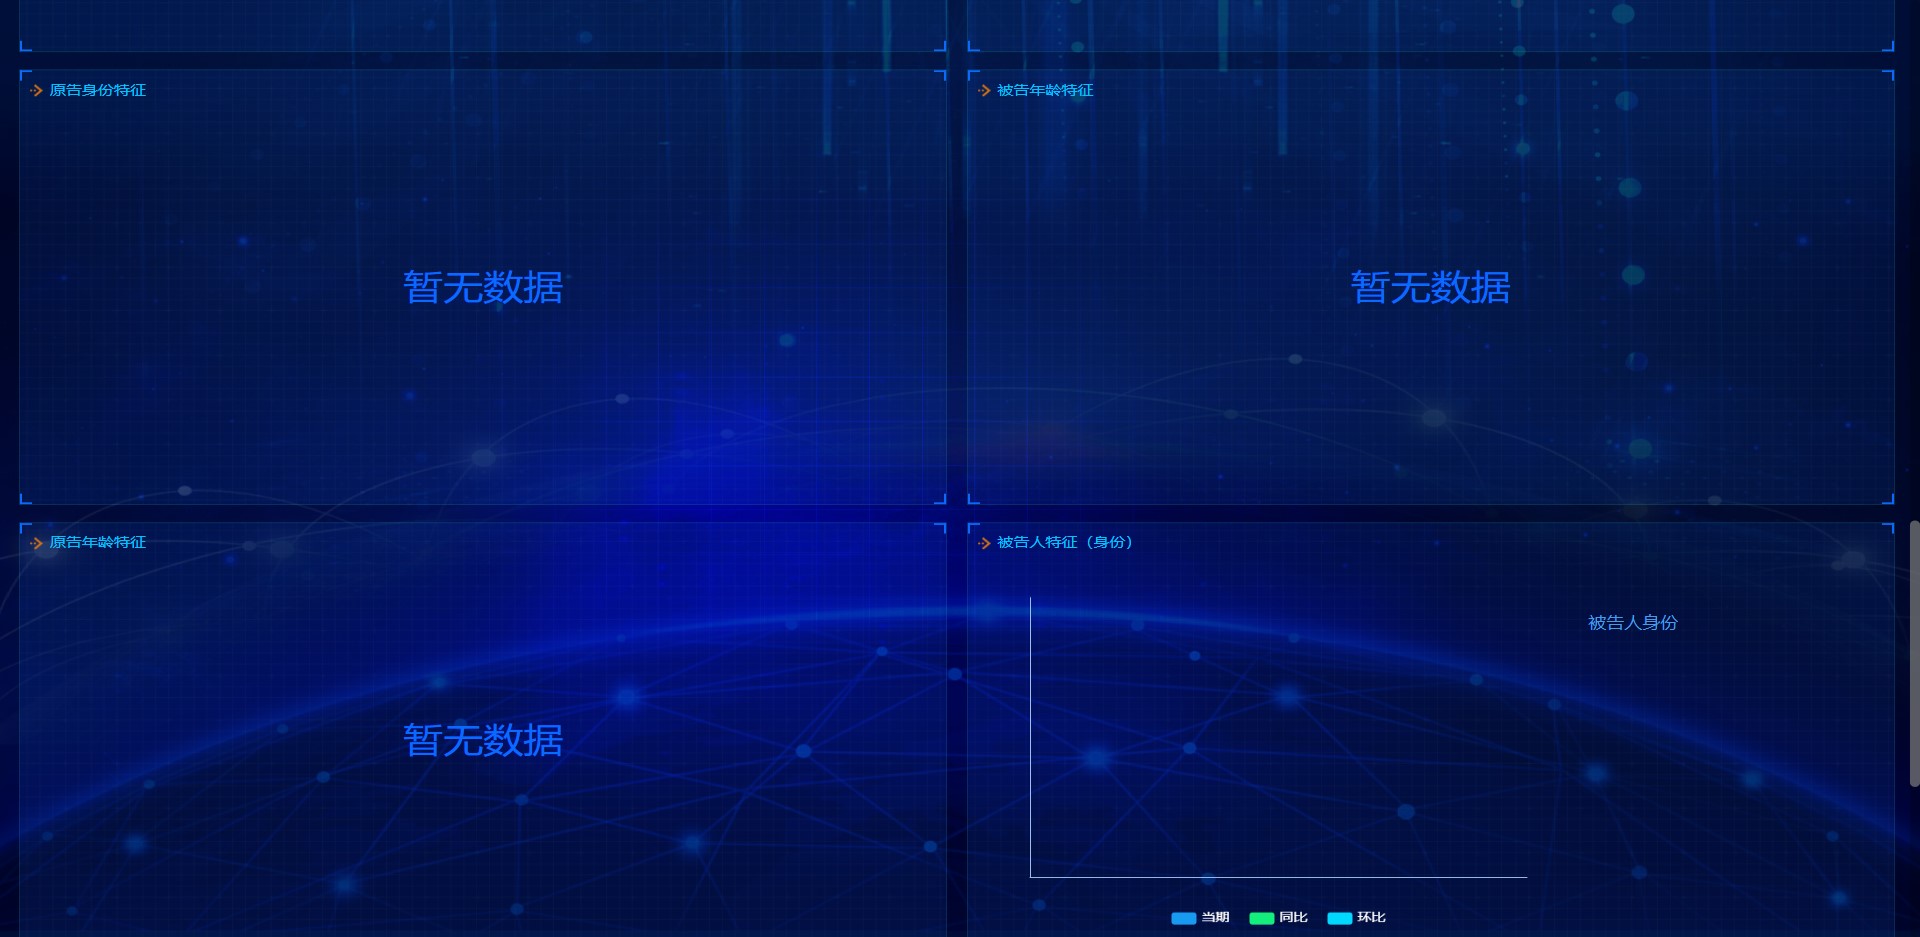 原告身份特征
被告年龄特征
暂无数据
暂无数据
原告年龄特征
被告人特征（身份）
被告人身份
暂无数据
当期 同比 环比